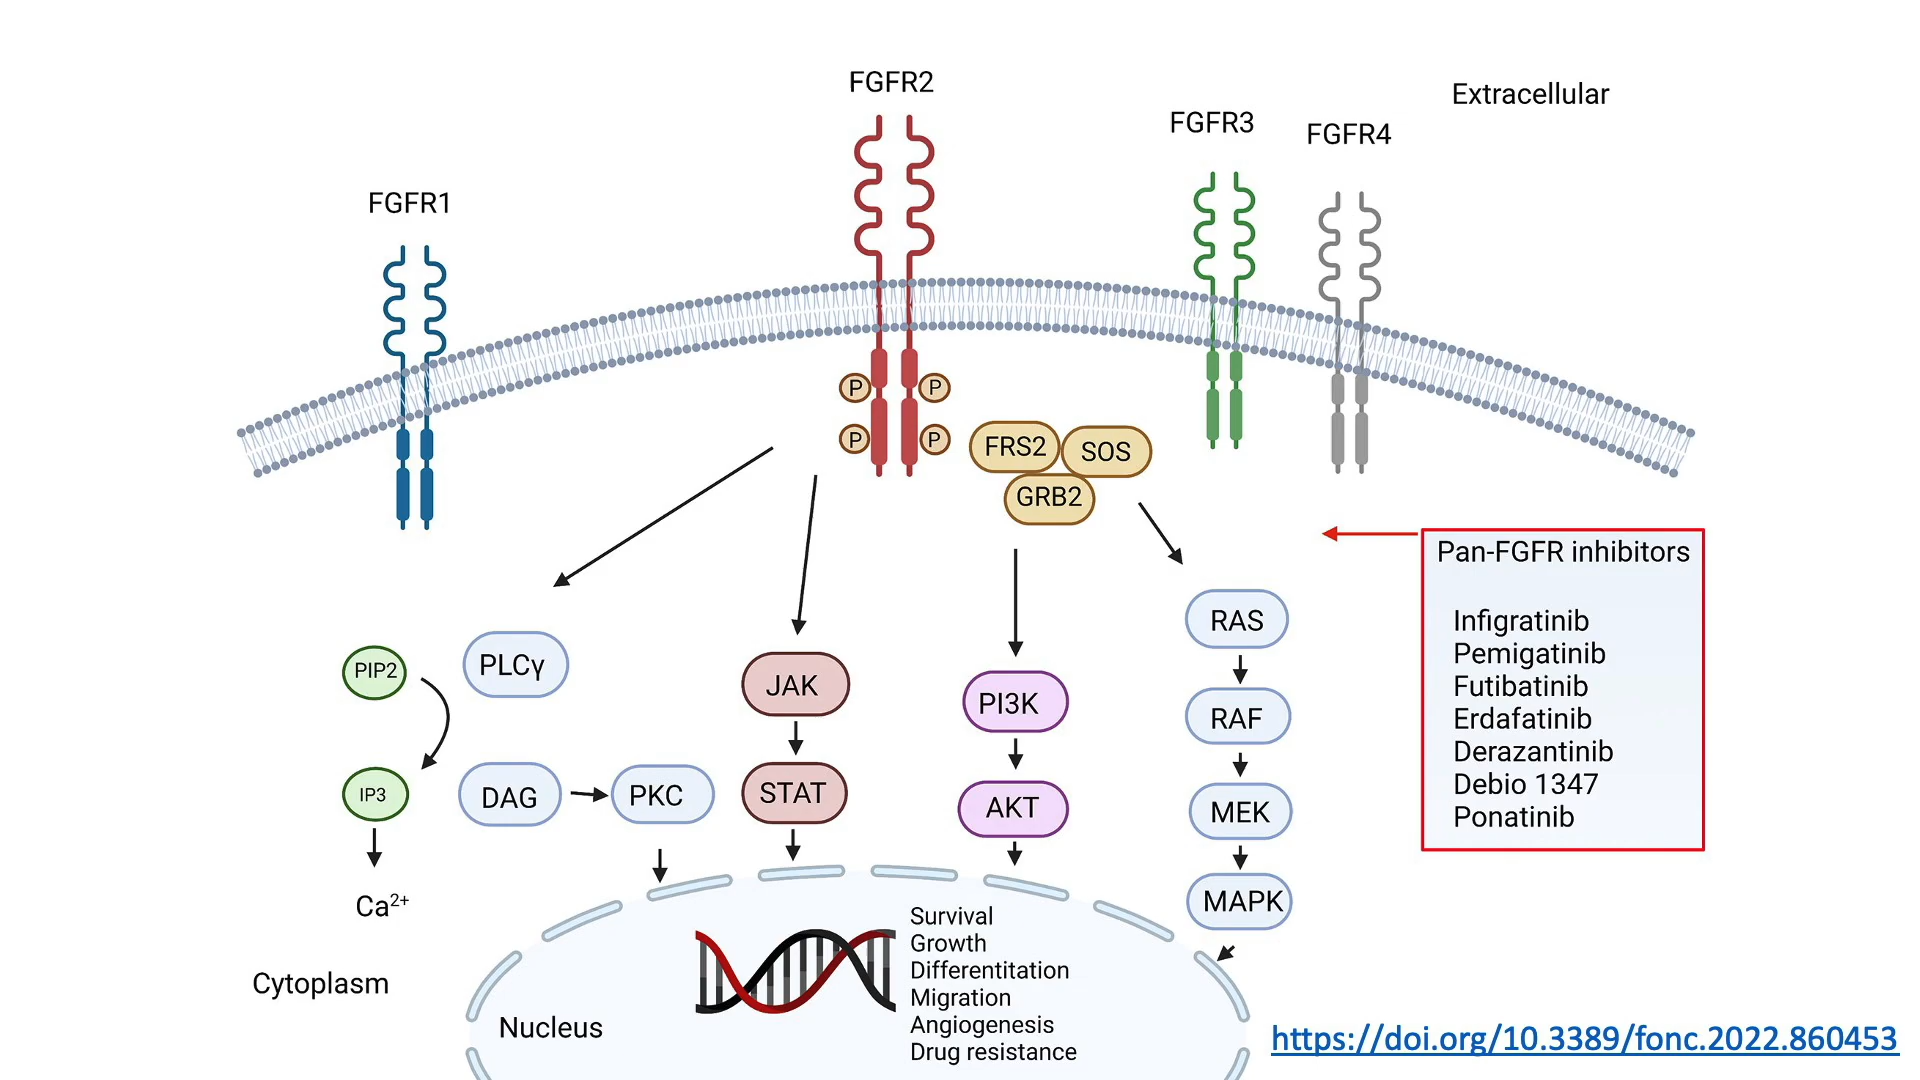 FGFR2
Extracellular
FGFR3
FGFR4
FGFR1
P
P
P
P
FRS2
SOS
GRB2
Pan-FGFR inhibitors
Infigratinib
Pemigatinib
Futibatinib
Erdafatinib
Derazantinib
Debio 1347
Ponatinib
PIP2
PLCγ
JAK
PI3K
RAS
RAF
IP3
DAG
PKC
STAT
AKT
MEK
MAPK
Ca2+
Cytoplasm
Nucleus
Survival
Growth
Differentitation
Migration
Angiogenesis
Drug resistance
https://doi.org/10.3389/fonc.2022.860453